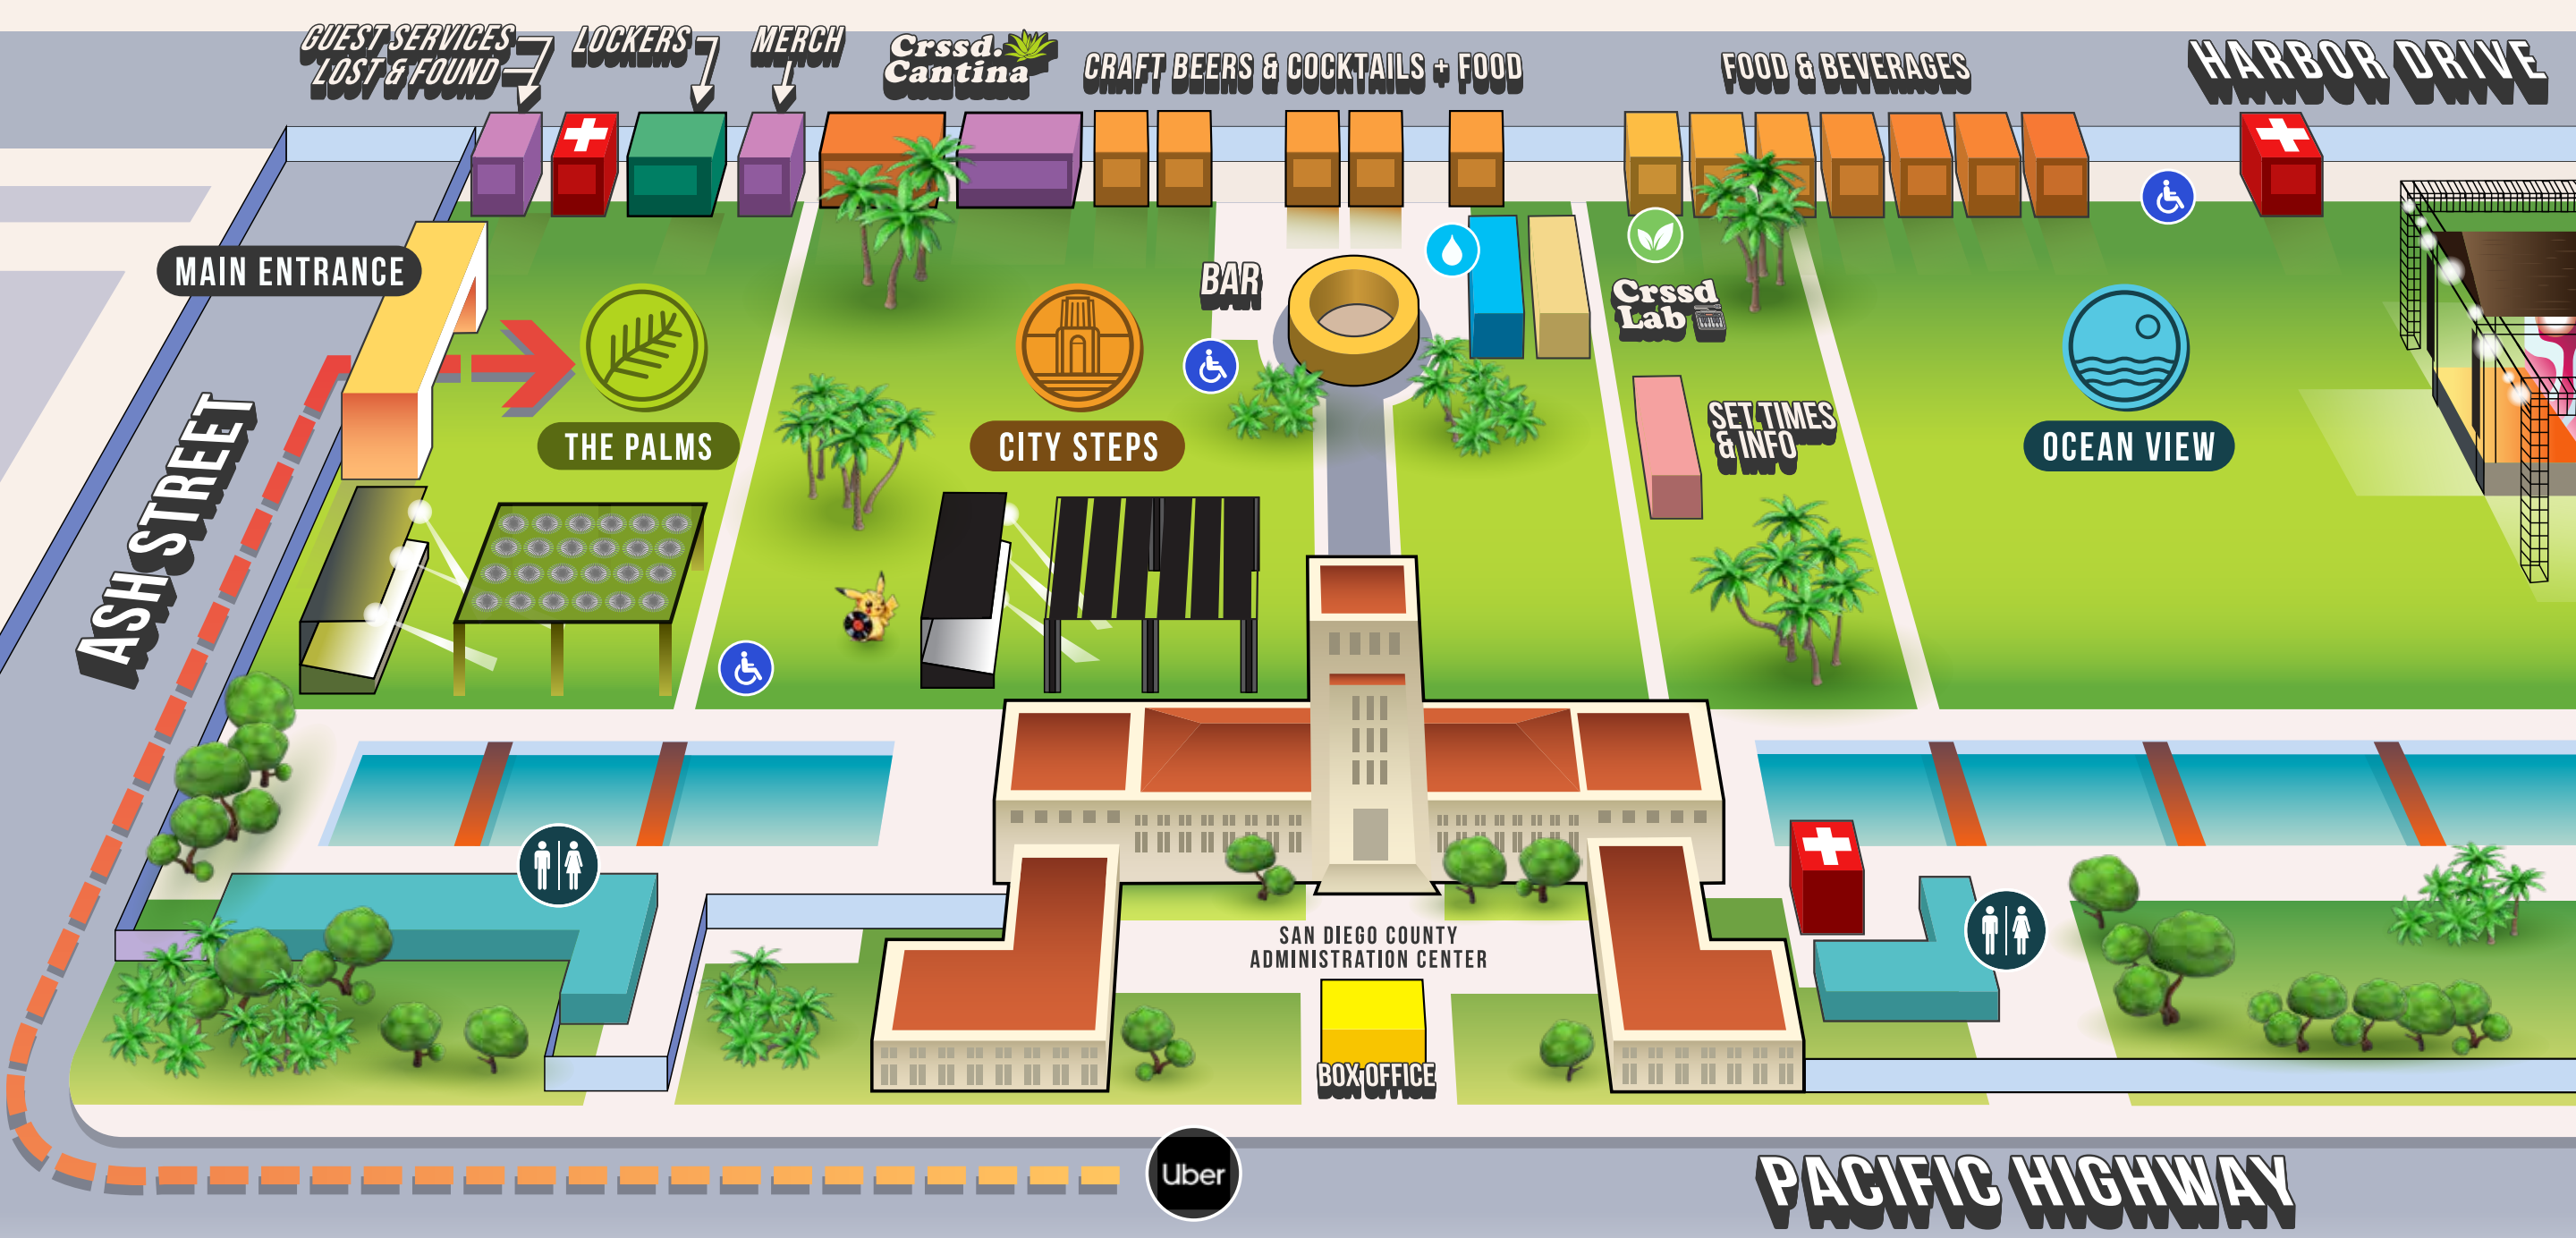 GUEST SERVICES
LOST & FOUND
LOCKERS
MERCH
Crssd.
Cantina
CRAFT BEERS & COCKTAILS + FOOD
FOOD & BEVERAGES
HARBOR DRIVE
MAIN ENTRANCE
BAR
Crssd
Lab
THE PALMS
CITY STEPS
SET TIMES
& INFO
OCEAN VIEW
ASH STREET
SAN DIEGO COUNTY
ADMINISTRATION CENTER
BOX OFFICE
Uber
PACIFIC HIGHWAY